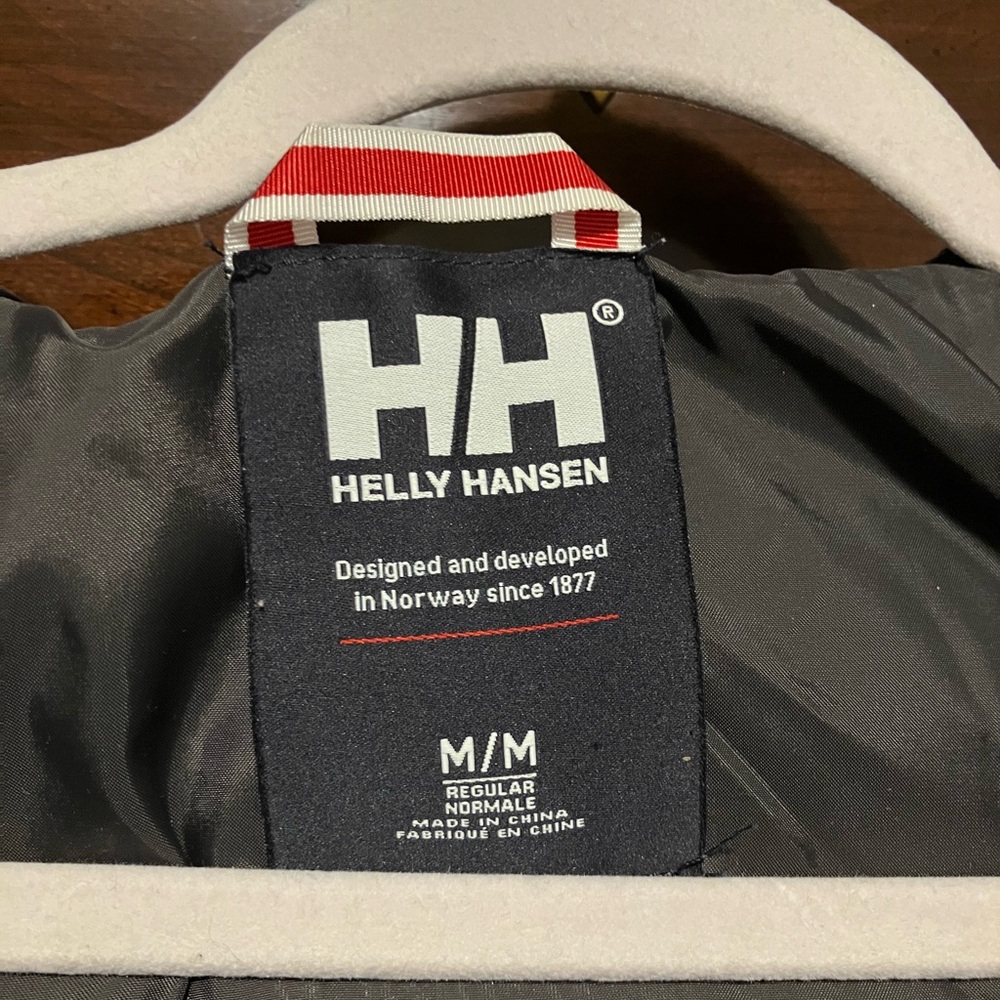 HH®
HELLY HANSEN
Designed and developed
in Norway since 1877
M/M
REGULAR
NORMALE
MADE IN CHINA
FABRIQUÉ EN CHINE